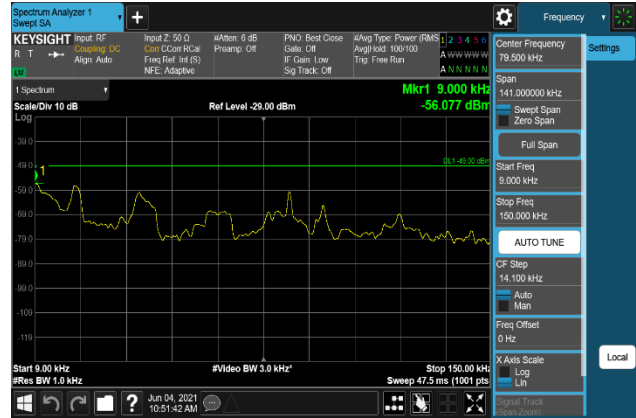 Spectrum Analyzer 1
Swept SA
Frequency
KEYSIGHT
R T
Input: RF
Coupling: DC
Align: Auto
Input Z: 50 Ω
Corr CCorr RCal
Freq Ref: Int (S)
NFE: Adaptive
#Atten: 6 dB
Preamp: Off
PNO: Best Close
Gate: Off
IF Gain: Low
Sig Track: Off
#Avg Type: Power (RMS
Avg|Hold: 100/100
Trig: Free Run
1 2 3 4 5 6
A W W W W W
A N N N N N
LW
1 Spectrum
Scale/Div 10 dB
Log
Ref Level -29.00 dBm
Mkr1 9.000 kHz
-56.077 dBm
-39.0
-49.0
-59.0
-69.0
-79.0
-89.0
-99.0
-109
-119
1
DL1 -49.00 dBm
Start 9.00 kHz
#Res BW 1.0 kHz
#Video BW 3.0 kHz*
Stop 150.00 kHz
Sweep 47.5 ms (1001 pts
Center Frequency
79.500 kHz
Span
141.000000 kHz
Swept Span
Zero Span
Full Span
Start Freq
9.000 kHz
Stop Freq
150.000 kHz
AUTO TUNE
CF Step
14.100 kHz
Auto
Man
Freq Offset
0 Hz
X Axis Scale
Log
Lin
Signal Track
(Span Zoom)
Settings
Local
?
Jun 04, 2021
10:51:42 AM